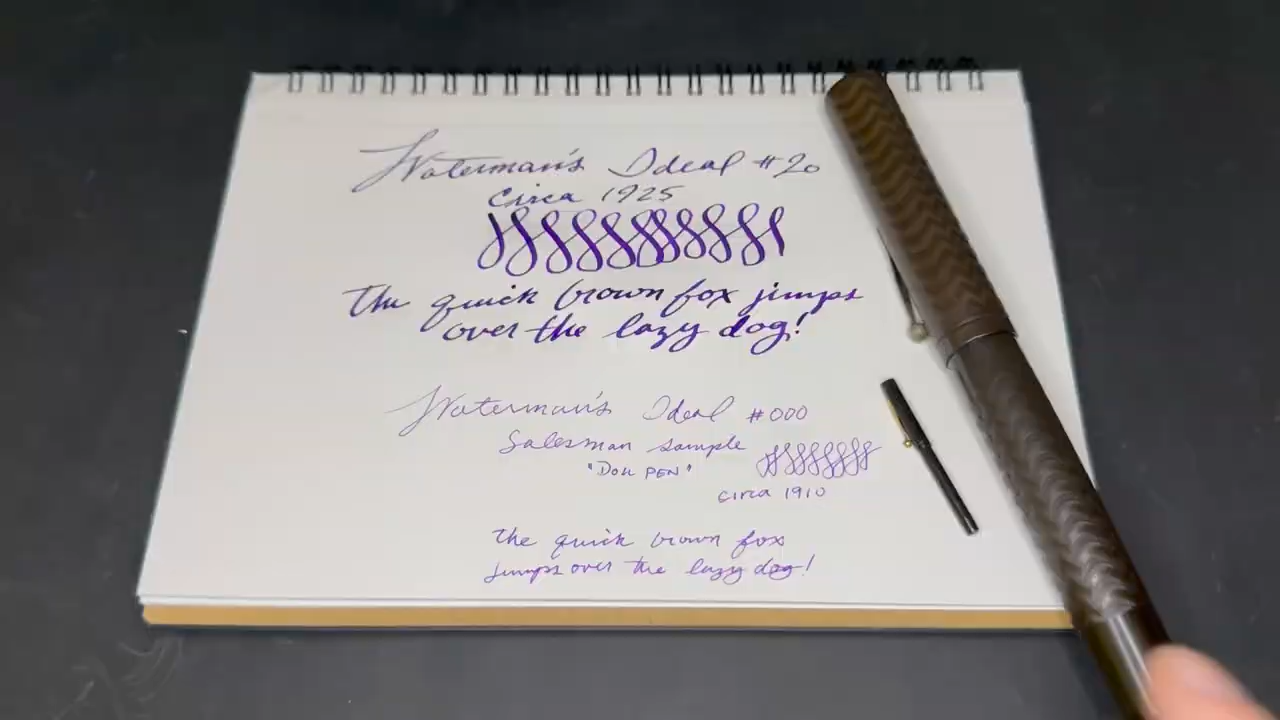 Waterman's Ideal #20
circa 1925
the quick brown fox jumps
over the lazy dog!
Waterman's Ideal #000
Salesman sample
"Doll PEN"
circa 1910
the quick brown fox
jumps over the lazy dog!